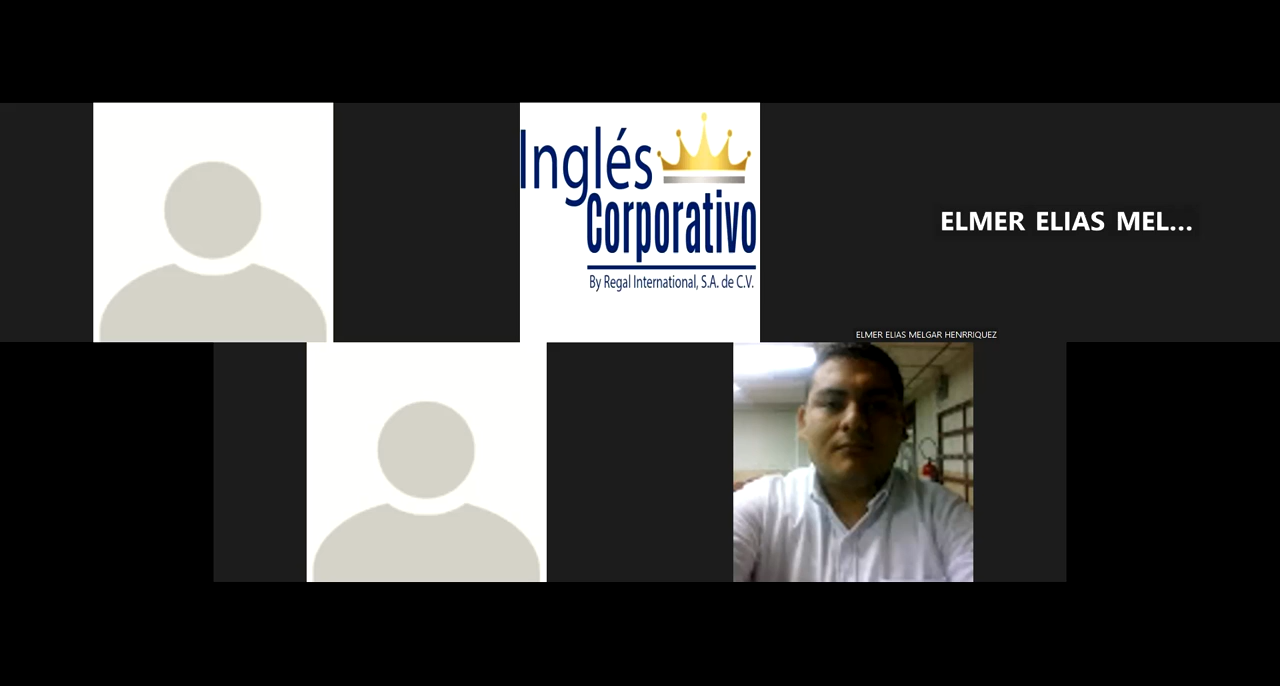 Inglés
Corporativo
By Regal International, S.A. de C.V.
ELMER ELIAS MEL...
ELMER ELIAS MELGAR HENRRIQUEZ